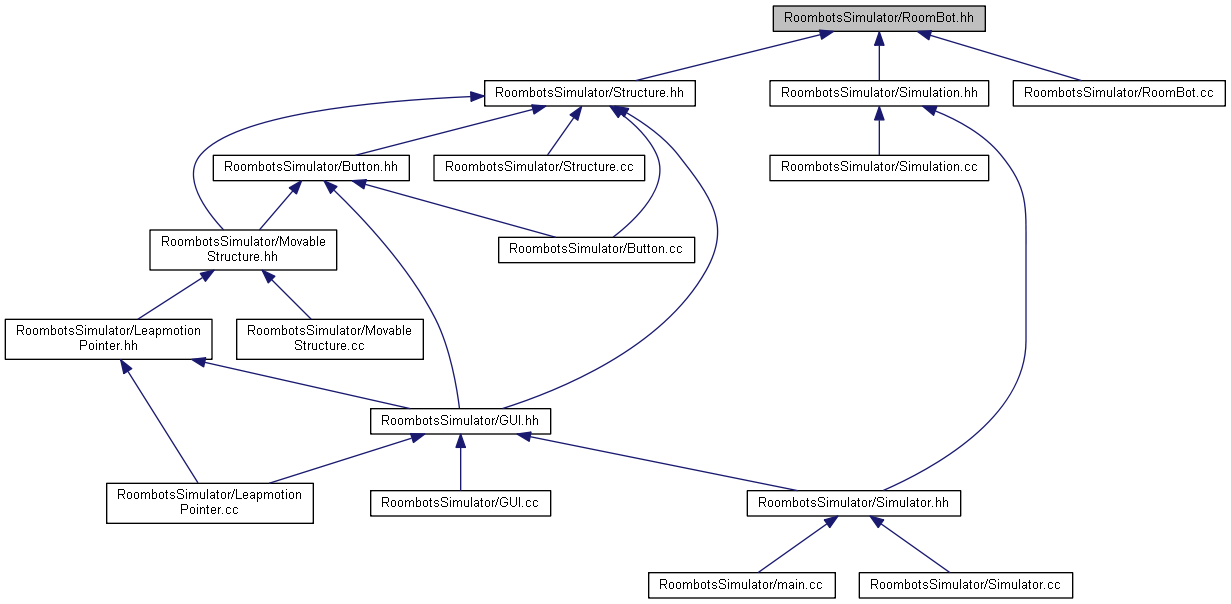 RoombotsSimulator/RoomBot.hh
RoombotsSimulator/Structure.hh
RoombotsSimulator/Simulation.hh
RoombotsSimulator/RoomBot.cc
RoombotsSimulator/Button.hh
RoombotsSimulator/Structure.cc
RoombotsSimulator/Simulation.cc
RoombotsSimulator/Movable
Structure.hh
RoombotsSimulator/Button.cc
RoombotsSimulator/Leapmotion
Pointer.hh
RoombotsSimulator/Movable
Structure.cc
RoombotsSimulator/GUI.hh
RoombotsSimulator/Leapmotion
Pointer.cc
RoombotsSimulator/GUI.cc
RoombotsSimulator/Simulator.hh
RoombotsSimulator/main.cc
RoombotsSimulator/Simulator.cc